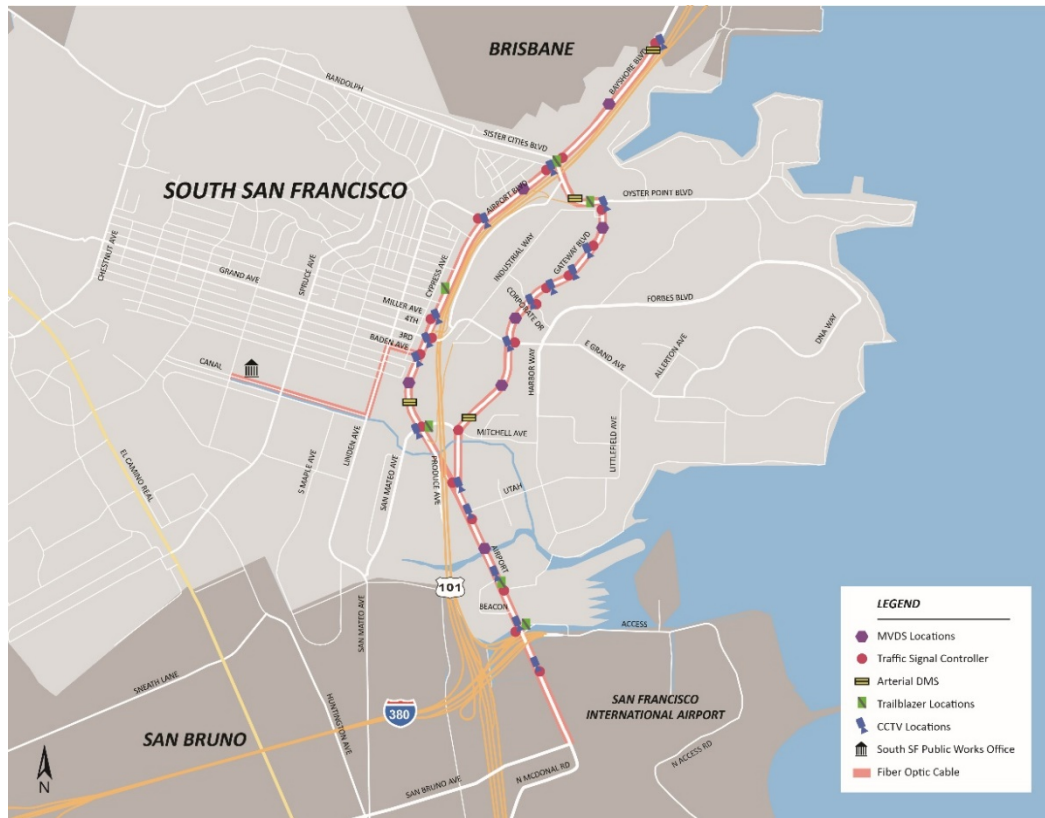 BRISBANE
RANDOLPH
BAYSHORE BLVD
SISTER CITIES BLVD
SOUTH SAN FRANCISCO
AIRPORT BLVD
OYSTER POINT BLVD
CHESTNUT AVE
GRAND AVE
SPRUCE AVE
CYPRESS AVE
INDUSTRIAL WAY
GATEWAY BLVD
MILLER AVE
4TH
3RD
BADEN AVE
CORPORATE DR
FORBES BLVD
DNA WAY
CANAL
E GRAND AVE
ALLERTON AVE
HARBOR WAY
LITTLEFIELD AVE
MITCHELL AVE
EL CAMINO REAL
S MAPLE AVE
LINDEN AVE
SAN MATEO AVE
PRODUCE AVE
UTAH
AIRPORT
101
BEACON
ACCESS
SAN MATEO AVE
SNEATH LANE
HUNTINGTON AVE
380
SAN FRANCISCO
INTERNATIONAL AIRPORT
SAN BRUNO
N ACCESS RD
SAN BRUNO AVE
N MCDONAL RD
N
LEGEND
MVDS Locations
Traffic Signal Controller
Arterial DMS
Trailblazer Locations
CCTV Locations
South SF Public Works Office
Fiber Optic Cable